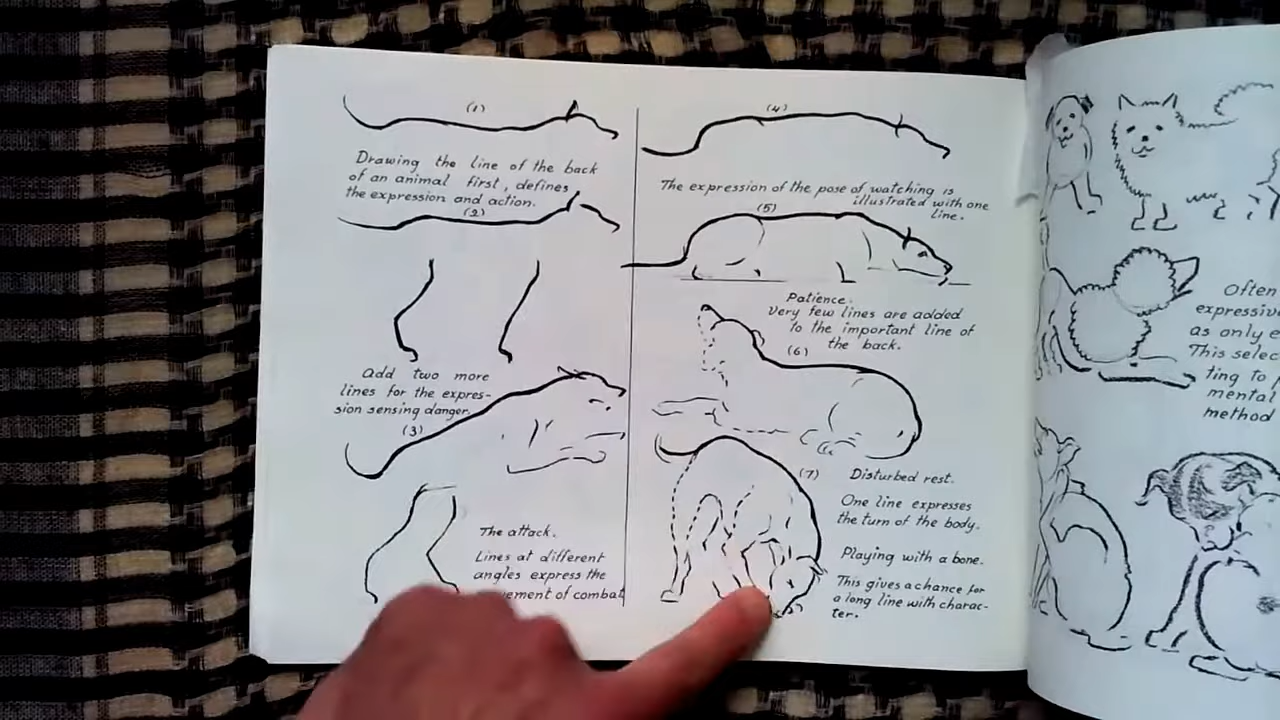 (1)
Drawing the line of the back
of an animal first, defines
the expression and action.
(2)
Add two more
lines for the expres-
sion sensing danger.
(3)
The attack.
Lines at different
angles express the
of combat
(4)
The expression of the pose of watching is
illustrated with one
line.
(5)
Patience.
Very few lines are added
to the important line of
the back.
(6)
(7)
Disturbed rest.
One line expresses
the turn of the body.
Playing with a bone.
This gives a chance for
a long line with charac-
ter.
Often
as only
This
ting to
mental
method